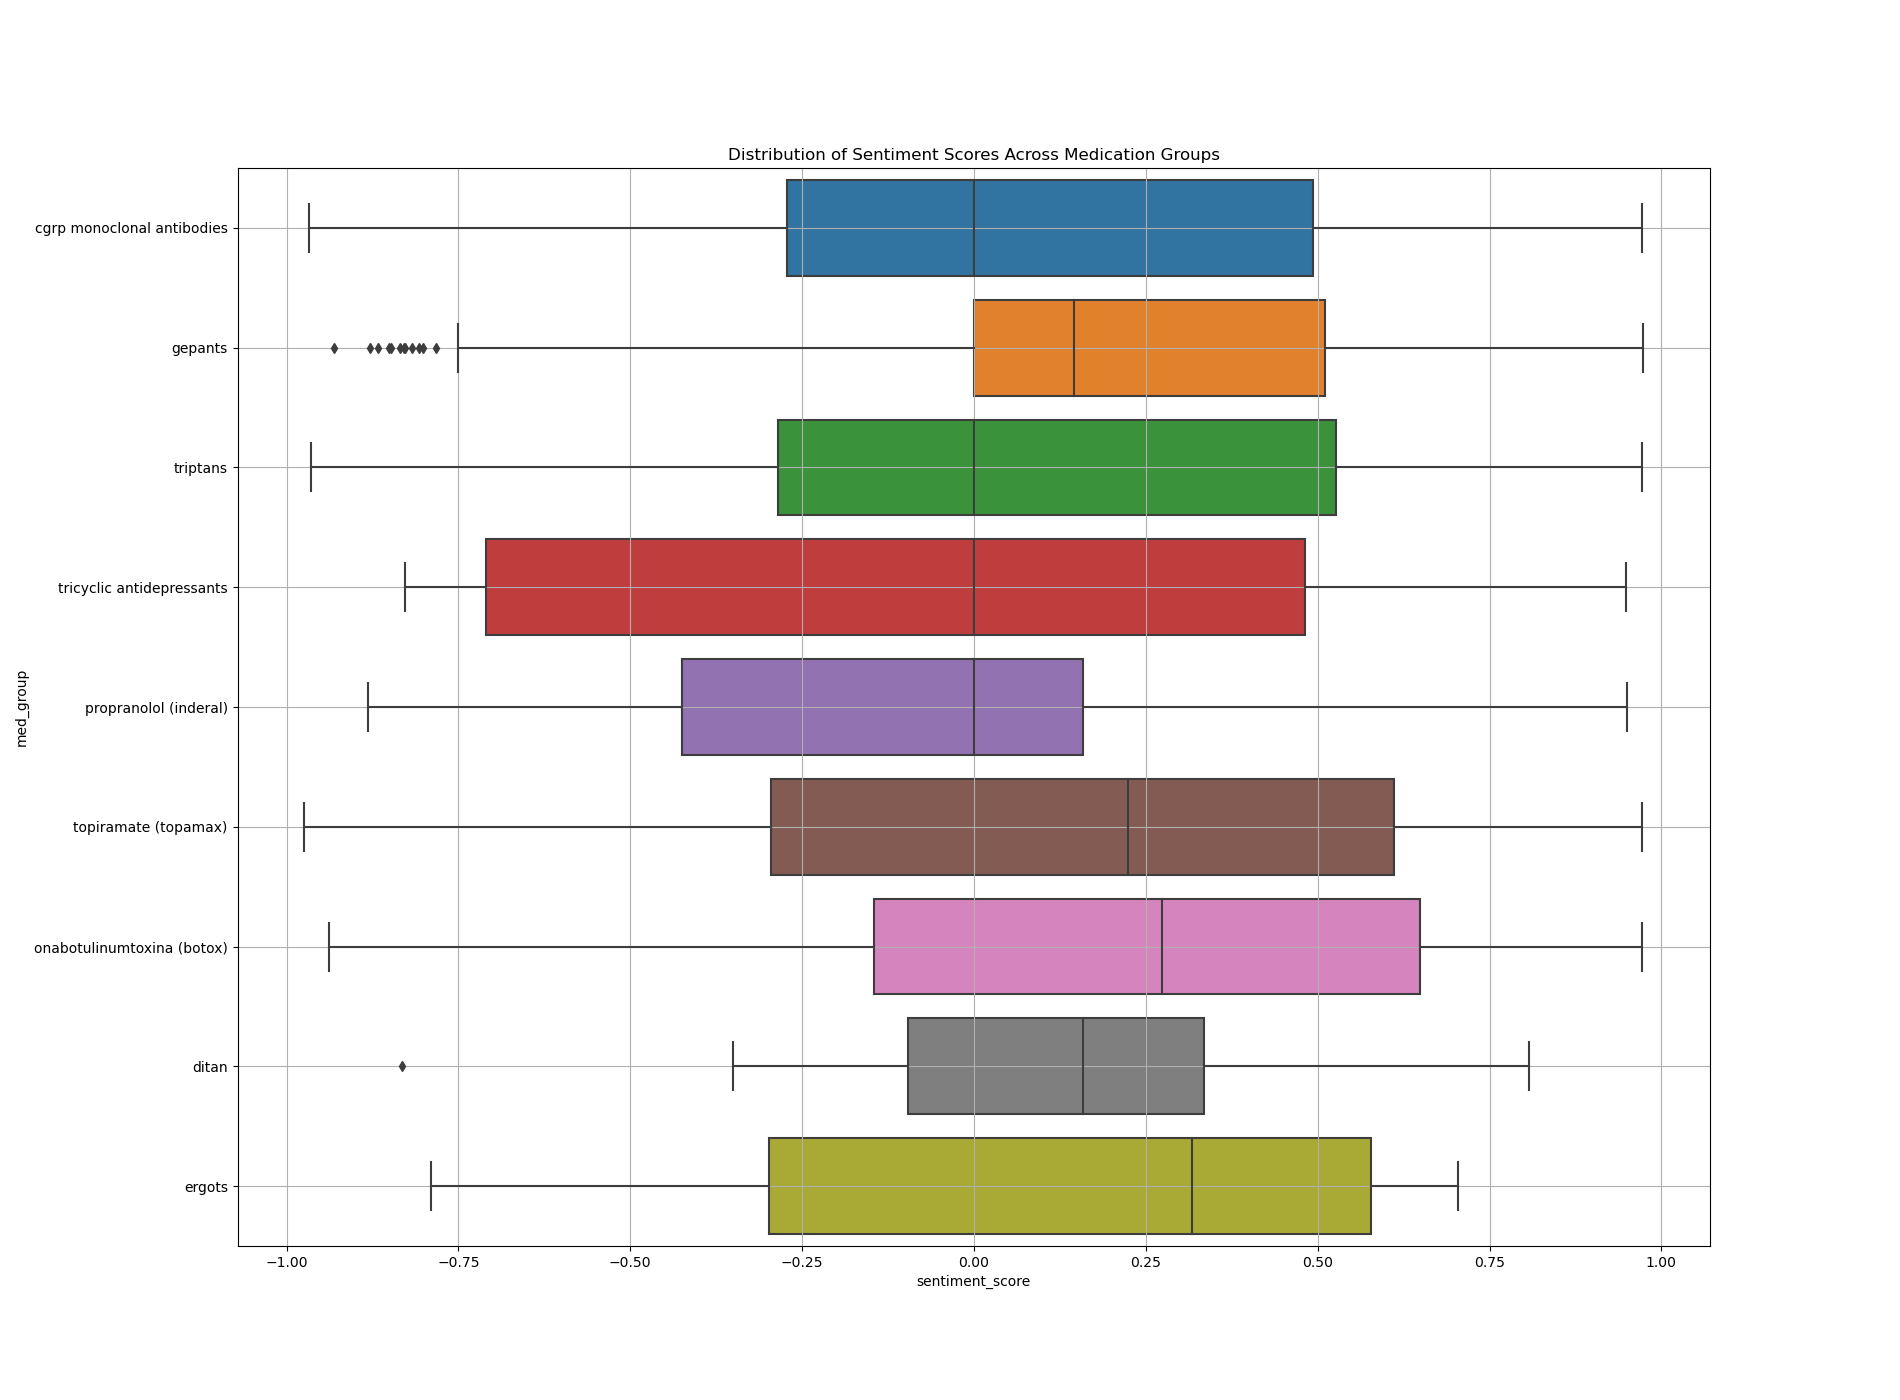 Distribution of Sentiment Scores Across Medication Groups
cgrp monoclonal antibodies
gepants
triptans
tricyclic antidepressants
propranolol (inderal)
topiramate (topamax)
onabotulinumtoxina (botox)
ditan
ergots
med_group
−1.00 −0.75 −0.50 −0.25 0.00 0.25 0.50 0.75 1.00
sentiment_score